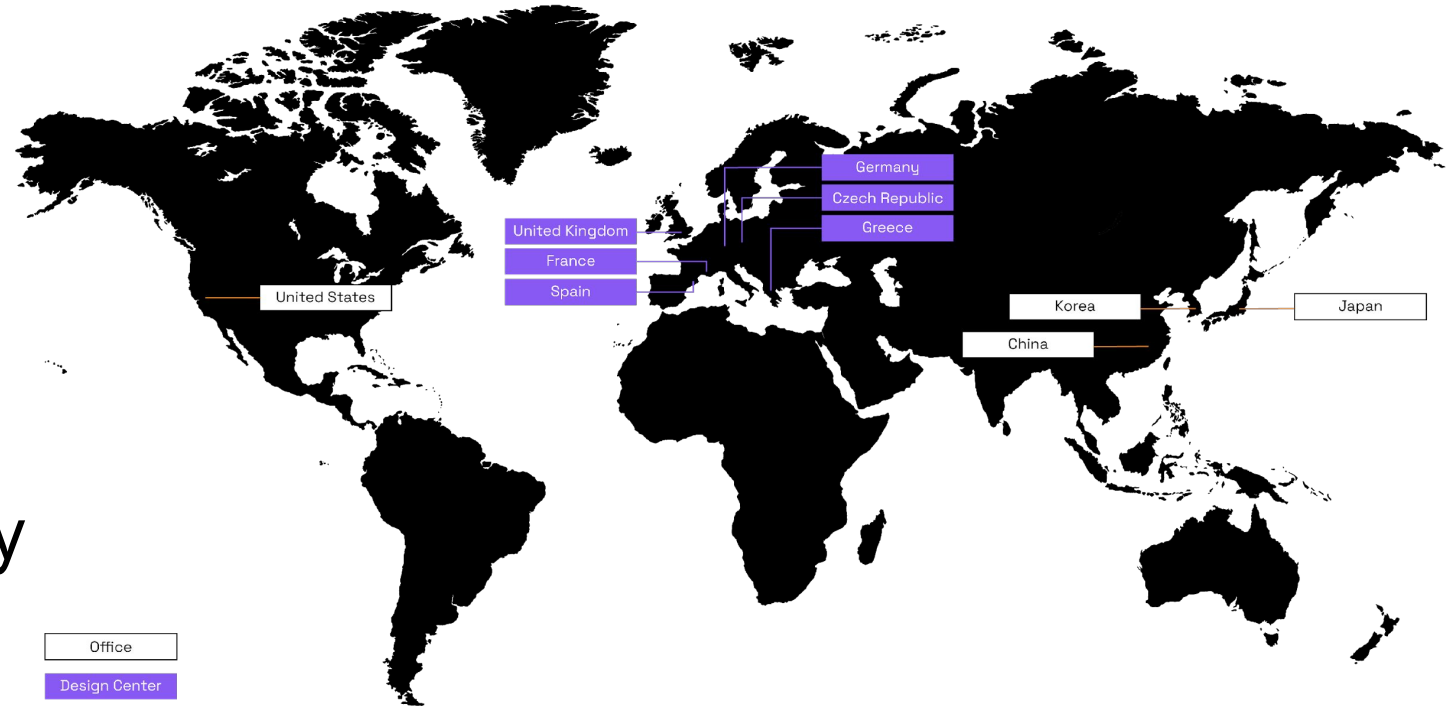 Germany
Czech Republic
United Kingdom
Greece
France
United States
Spain
Korea
Japan
China
y
Office
Design Center